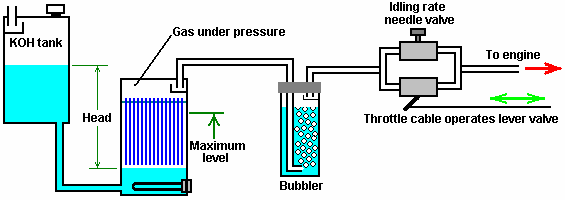 KOH tank
Gas under pressure
Idling rate
needle valve
To engine
Head
Maximum
level
Throttle cable operates lever valve
Bubbler